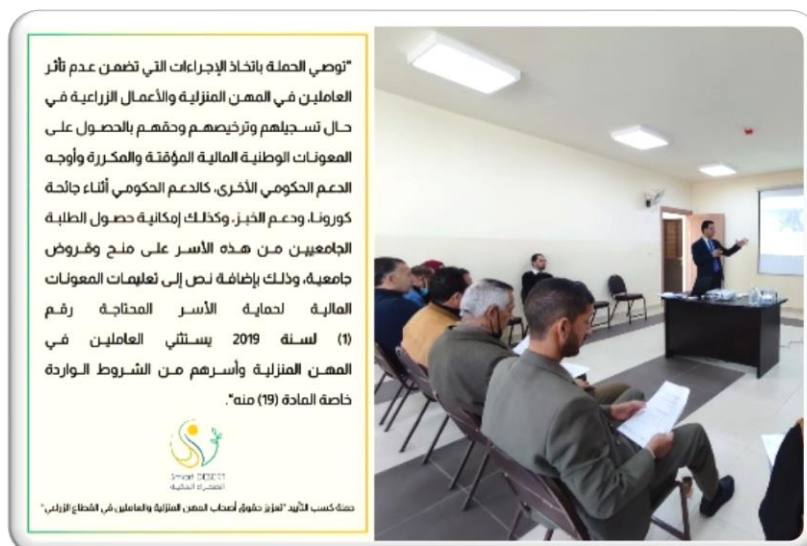 "توصي الحملة باتخاذ الإجراءات التي تضمن عدم تأثر
العاملين في المهن المنزلية والأعمال الزراعية في
حال تسجيلهم وترخيصهم وحقهم بالحصول على
المعونات الوطنية المالية المؤقتة والمكررة وأوجه
الدعم الحكومي الأخرى، كالدعم الحكومي أثناء جائحة
كورونا، ودعم الخبز، وكذلك إمكانية حصول الطلبة
الجامعيين من هذه الأسر على منح وقروض
جامعية، وذلك بإضافة نص إلى تعليمات المعونات
المالية لحماية الأسر المحتاجة رقم
(1) لسنة 2019 يستثني العاملين في
المهن المنزلية وأسرهم من الشروط الواردة
خاصة المادة (19) منه".
Smart DESERT
الصحراء الذكية
حملة كسب التأييد "تعزيز حقوق أصحاب المهن المنزلية والعاملين في القطاع الزراعي"